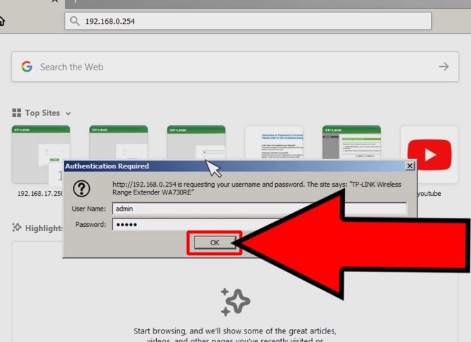 192.168.0.254
Search the Web
Top Sites
TP-LINK
TP-LINK
TP-LINK
TP-LINK
Authentication Required
http://192.168.0.254 is requesting your username and password. The site says: "TP-LINK Wireless
Range Extender WA730RE"
192.168.17.250
youtube
User Name: admin
Highlight
Password: •••••
OK
Start browsing, and we'll show some of the great articles,
videos, and other pages you've recently visited or